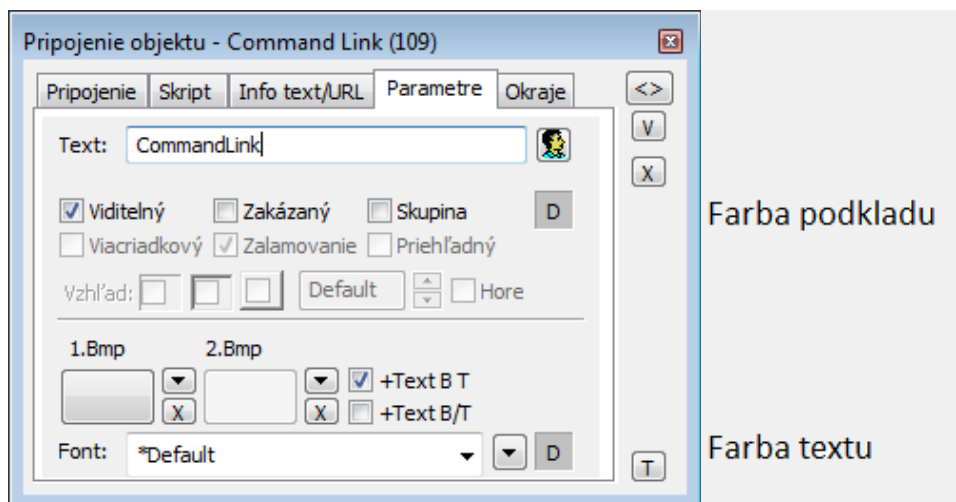 Pripojenie objektu - Command Link (109)
Pripojenie Skript Info text/URL Parametre Okraje <>
Text: CommandLink V
X
Viditelný Zakázaný Skupina D Farba podkladu
Viacriadkový Zalamovanie Priehľadný
Vzhľad: Default Hore
1.Bmp 2.Bmp
+Text B T
X X +Text B/T
Font: *Default D T Farba textu